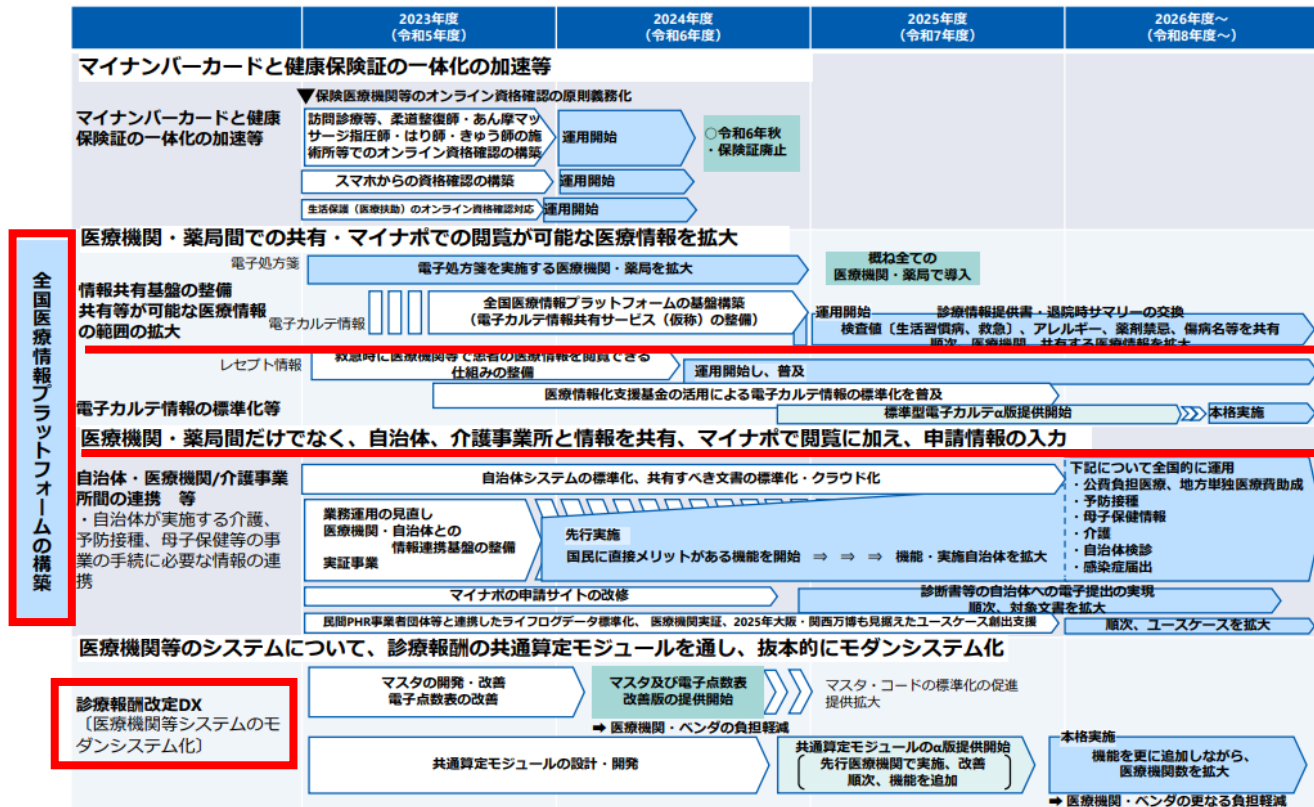 2023年度
（令和5年度）
2024年度
（令和6年度）
2025年度
（令和7年度）
2026年度～
（令和8年度～）
マイナンバーカードと健康保険証の一体化の加速等
▼保険医療機関等のオンライン資格確認の原則義務化
マイナンバーカードと健康
保険証の一体化の加速等
訪問診療等、柔道整復師・あん摩マッ
サージ指圧師・はり師・きゅう師の施
術所等でのオンライン資格確認の構築
運用開始
○令和6年秋
・保険証廃止
スマホからの資格確認の構築
運用開始
生活保護（医療扶助）のオンライン資格確認対応
運用開始
全国医療情報プラットフォームの構築
医療機関・薬局間での共有・マイナポでの閲覧が可能な医療情報を拡大
電子処方箋
電子処方箋を実施する医療機関・薬局を拡大
概ね全ての
医療機関・薬局で導入
情報共有基盤の整備
共有等が可能な医療情報
の範囲の拡大
電子カルテ情報
全国医療情報プラットフォームの基盤構築
（電子カルテ情報共有サービス（仮称）の整備）
運用開始
診療情報提供書・退院時サマリーの交換
検査値〔生活習慣病、救急〕、アレルギー、薬剤禁忌、傷病名等を共有
順次、医療機関、共有する医療情報を拡大
レセプト情報
救急時に医療機関等で患者の医療情報を閲覧できる
仕組みの整備
運用開始し、普及
医療情報化支援基金の活用による電子カルテ情報の標準化を普及
電子カルテ情報の標準化等
標準型電子カルテα版提供開始
本格実施
医療機関・薬局間だけでなく、自治体、介護事業所と情報を共有、マイナポで閲覧に加え、申請情報の入力
自治体・医療機関/介護事業
所間の連携　等
・自治体が実施する介護、
予防接種、母子保健等の事
業の手続に必要な情報の連
携
自治体システムの標準化、共有すべき文書の標準化・クラウド化
業務運用の見直し
医療機関・自治体との
情報連携基盤の整備
実証事業
先行実施
国民に直接メリットがある機能を開始　⇒　⇒　⇒　機能・実施自治体を拡大
下記について全国的に運用
・公費負担医療、地方単独医療費助成
・予防接種
・母子保健情報
・介護
・自治体検診
・感染症届出
マイナポの申請サイトの改修
診断書等の自治体への電子提出の実現
順次、対象文書を拡大
民間PHR事業者団体等と連携したライフログデータ標準化、医療機関実証、2025年大阪・関西万博も見据えたユースケース創出支援
順次、ユースケースを拡大
医療機関等のシステムについて、診療報酬の共通算定モジュールを通し、抜本的にモダンシステム化
診療報酬改定DX
〔医療機関等システムのモ
ダンシステム化〕
マスタの開発・改善
電子点数表の改善
マスタ及び電子点数表
改善版の提供開始
マスタ・コードの標準化の促進
提供拡大
➡ 医療機関・ベンダの負担軽減
共通算定モジュールの設計・開発
共通算定モジュールのα版提供開始
先行医療機関で実施、改善
順次、機能を追加
本格実施
機能を更に追加しながら、
医療機関数を拡大
➡ 医療機関・ベンダの更なる負担軽減